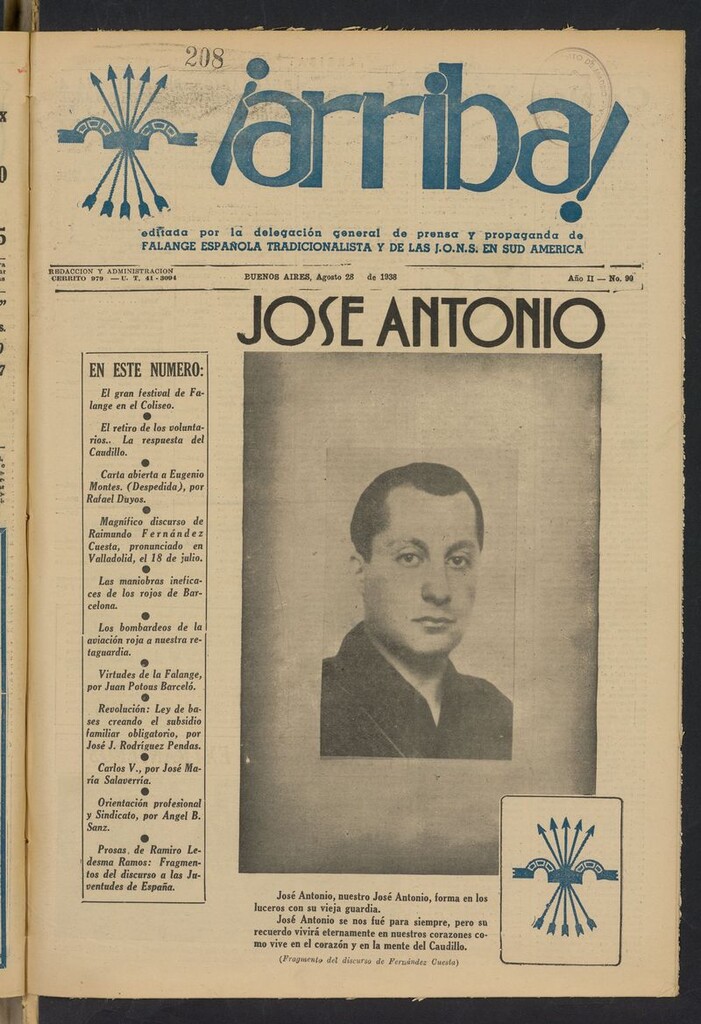 208
¡arriba!
editada por la delegación general de prensa y propaganda de
FALANGE ESPAÑOLA TRADICIONALISTA Y DE LAS J.O.N.S. EN SUD AMERICA
REDACCION Y ADMINISTRACION
CERRITO 979 — U. T. 41 - 3094
BUENOS AIRES, Agosto 28 de 1938
Año II — No. 99
JOSE ANTONIO
EN ESTE NUMERO:
El gran festival de Fa-
lange en el Coliseo.
El retiro de los volunta-
rios.. La respuesta del
Caudillo.
Carta abierta a Eugenio
Montes. (Despedida), por
Rafael Duyos.
Magnífico discurso de
Raimundo Fernández
Cuesta, pronunciado en
Valladolid, el 18 de julio.
Las maniobras inefica-
ces de los rojos de Bar-
celona.
Los bombardeos de la
aviación roja a nuestra re-
taguardia.
Virtudes de la Falange,
por Juan Potous Barceló.
Revolución: Ley de ba-
ses creando el subsidio
familiar obligatorio, por
José J. Rodríguez Pendas.
Carlos V., por José Ma-
ría Salaverría.
Orientación profesional
y Sindicato, por Angel B.
Sanz.
Prosas, de Ramiro Le-
desma Ramos: Fragmen-
tos del discurso a las Ju-
ventudes de España.
José Antonio, nuestro José Antonio, forma en los
luceros con su vieja guardia.
José Antonio se nos fué para siempre, pero su
recuerdo vivirá eternamente en nuestros corazones co-
mo vive en el corazón y en la mente del Caudillo.
(Fragmento del discurso de Fernández Cuesta)